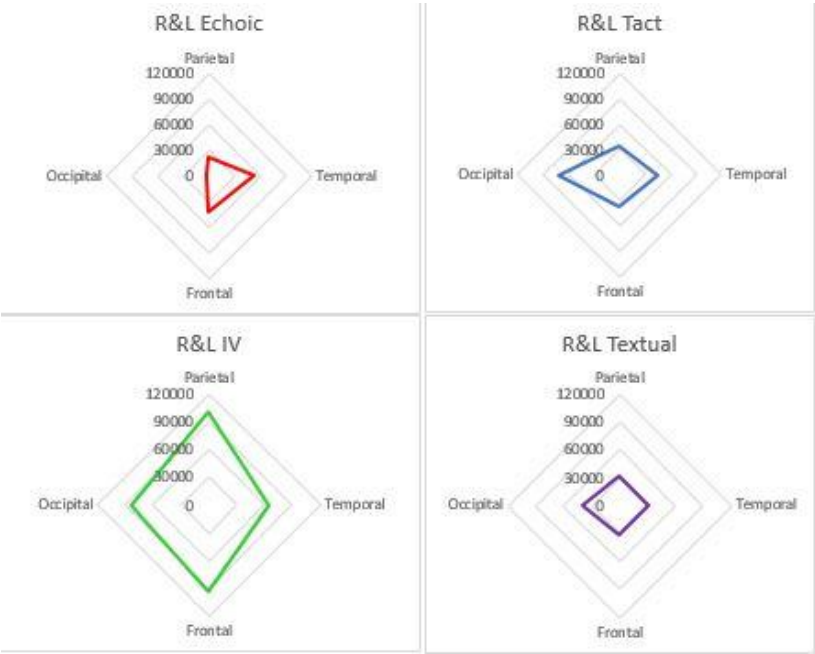 R&L Echoic
Parietal
120000
90000
60000
30000
Occipital
0
Temporal
Frontal
R&L Tact
Parietal
120000
90000
60000
30000
Occipital
0
Temporal
Frontal
R&L IV
Parietal
120000
90000
60000
30000
Occipital
0
Temporal
Frontal
R&L Textual
Parietal
120000
90000
60000
30000
Occipital
0
Temporal
Frontal